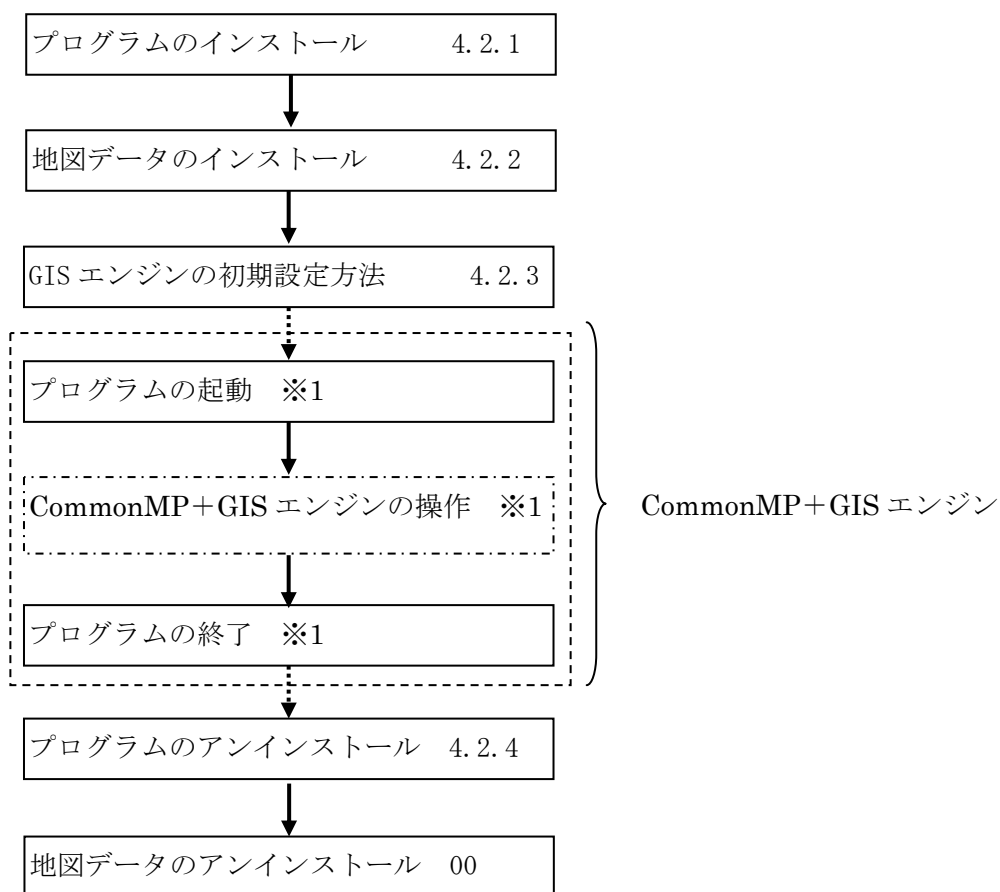 プログラムのインストール 4.2.1
地図データのインストール 4.2.2
GIS エンジンの初期設定方法 4.2.3
プログラムの起動 ※1
CommonMP＋GIS エンジンの操作 ※1
CommonMP＋GIS エンジン
プログラムの終了 ※1
プログラムのアンインストール 4.2.4
地図データのアンインストール 00